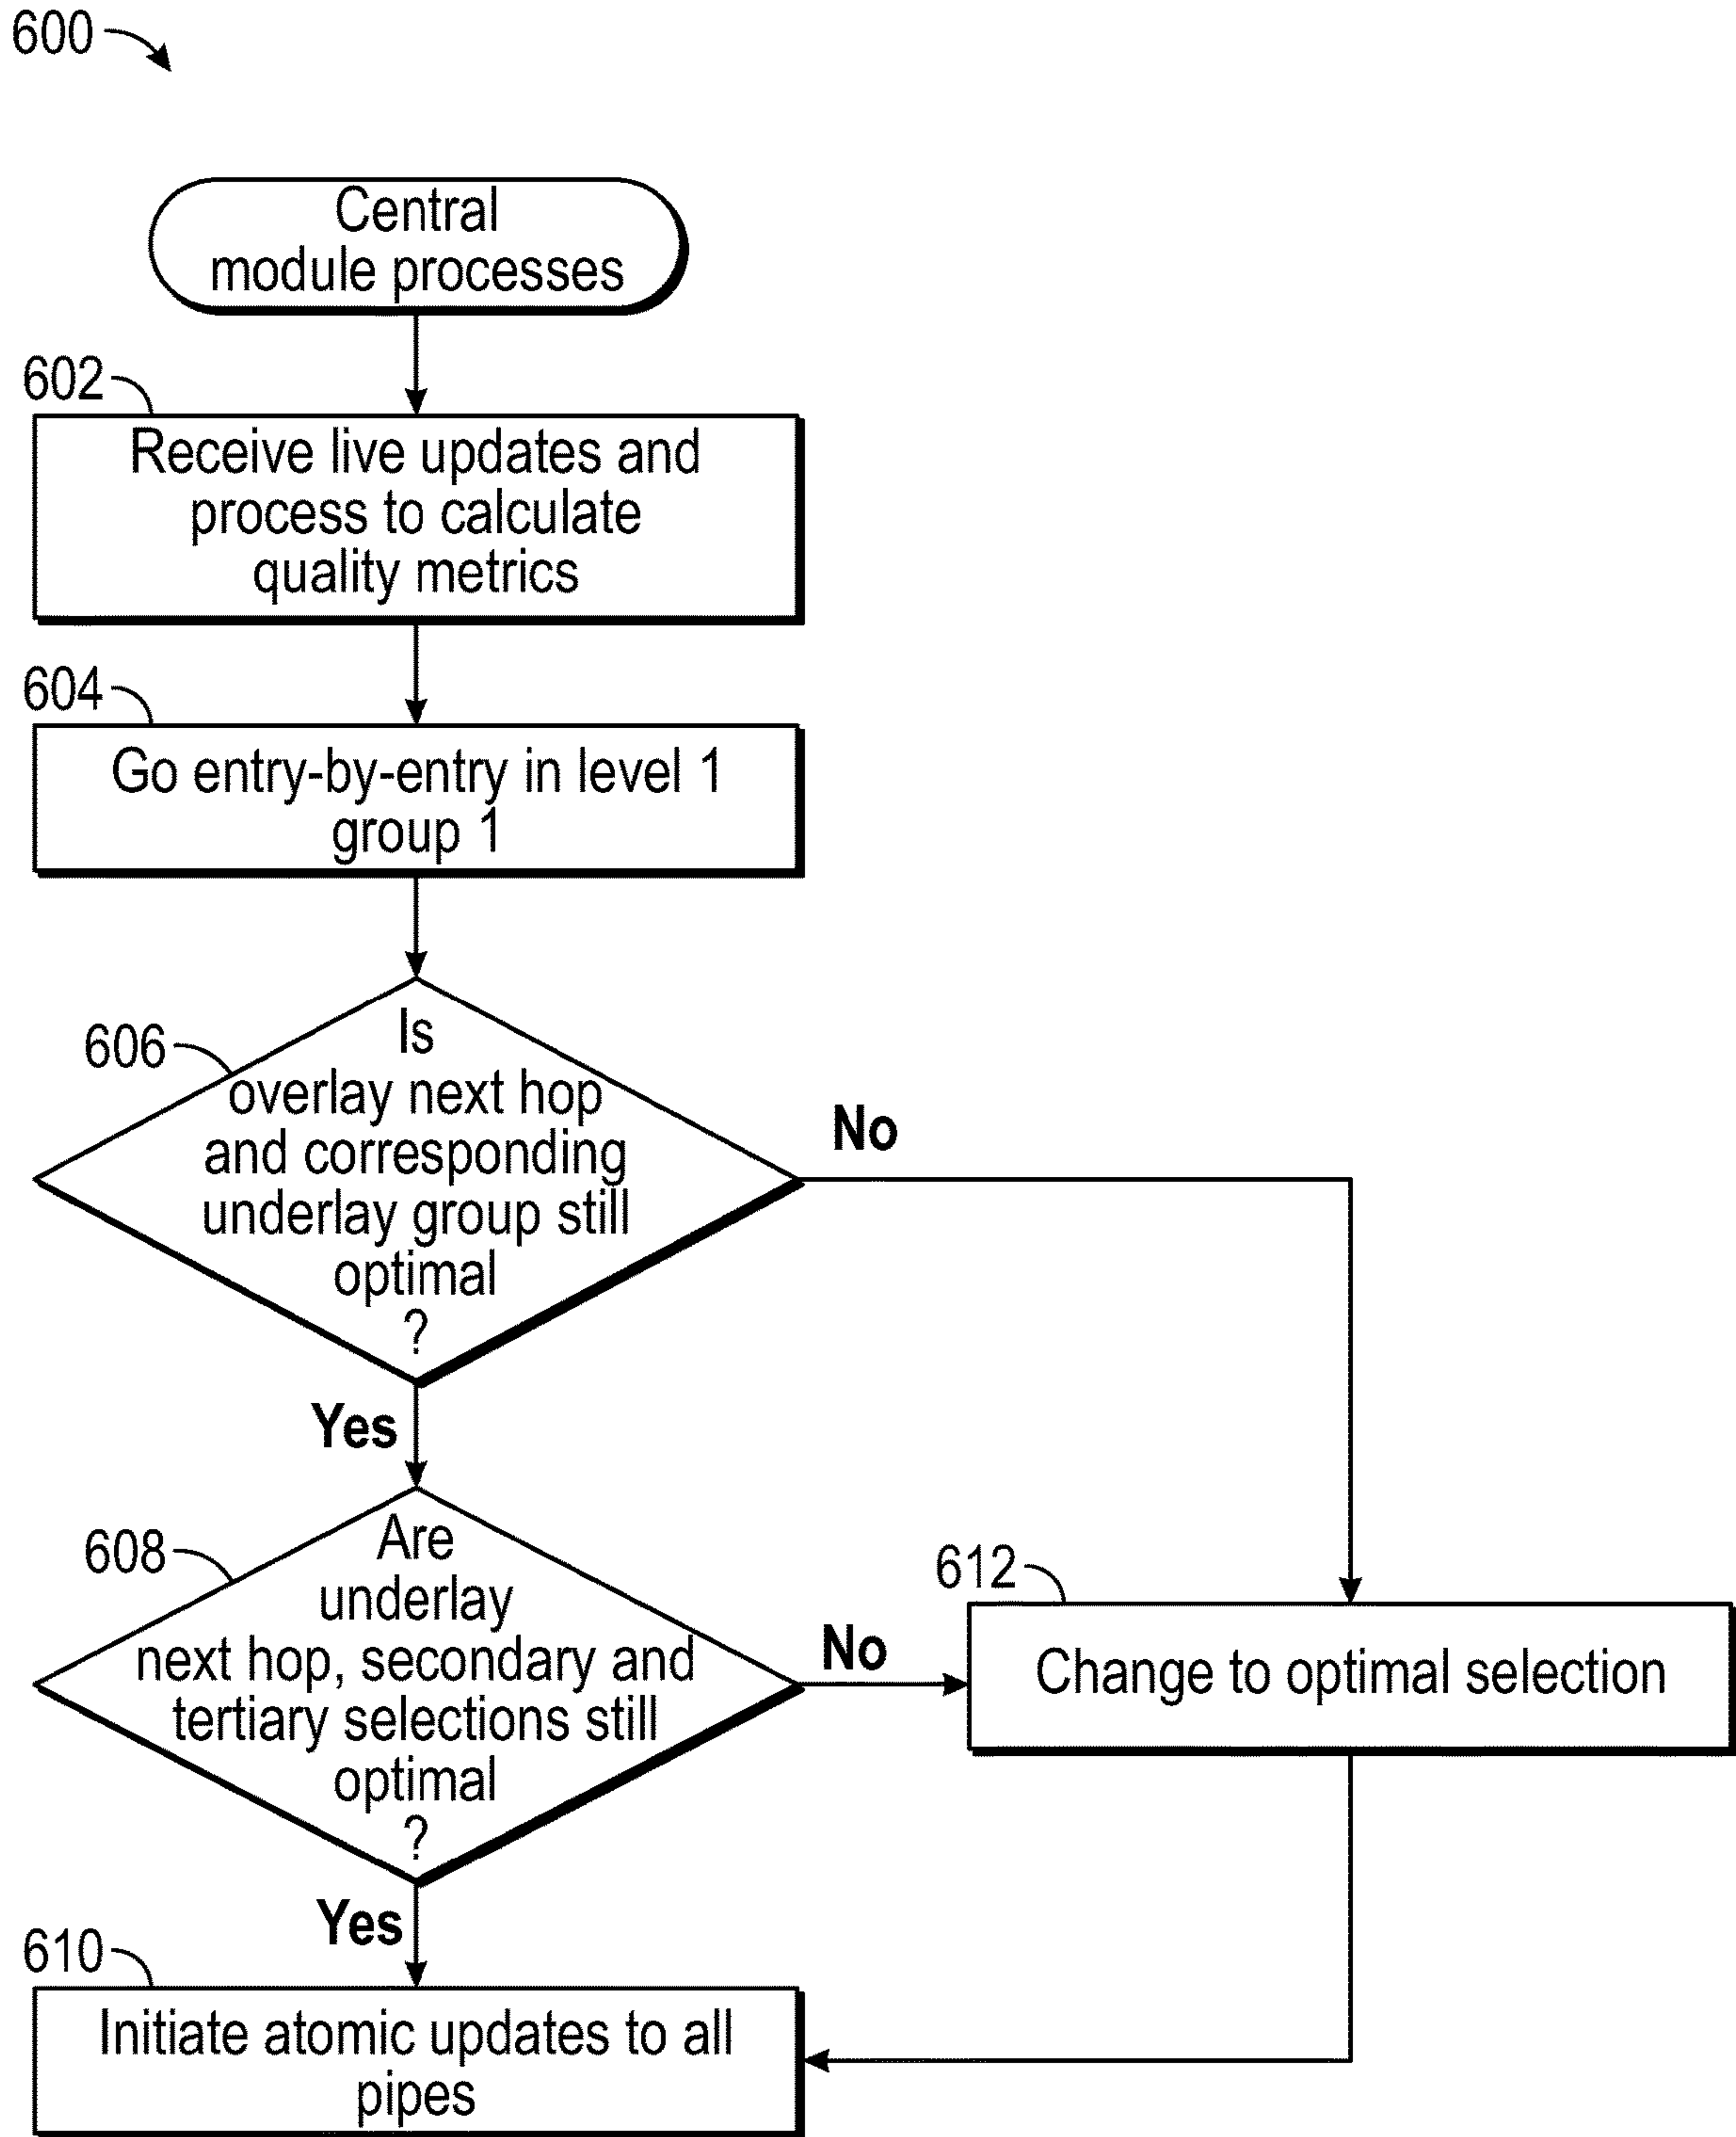 600
Central
module processes
602
Receive live updates and
process to calculate
quality metrics
604
Go entry-by-entry in level 1
group 1
606
Is
overlay next hop
and corresponding
underlay group still
optimal
?
No
Yes
608
Are
underlay
next hop, secondary and
tertiary selections still
optimal
?
No
612
Change to optimal selection
Yes
610
Initiate atomic updates to all
pipes